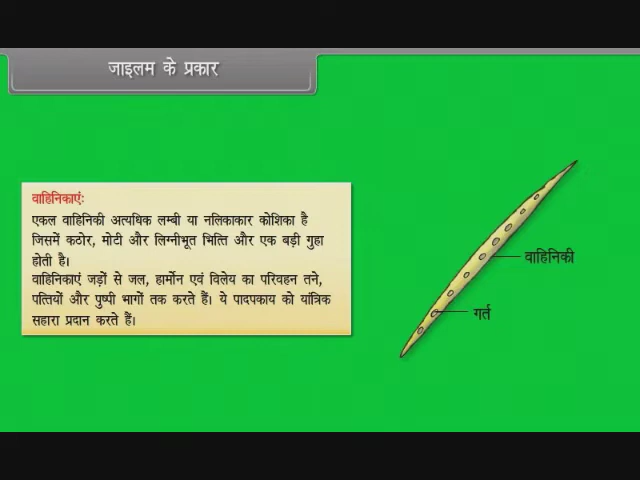 जाइलम के प्रकार
वाहिनिकाएं:
एकल वाहिनिकी अत्यधिक लम्बी या नलिकाकार कोशिका है
जिसमें कठोर, मोटी और लिग्नीभूत भित्ति और एक बड़ी गुहा
होती है।
वाहिनिकाएं जड़ों से जल, हार्मोन एवं विलेय का परिवहन तने,
पत्तियों और पुष्पी भागों तक करते हैं। ये पादपकाय को यांत्रिक
सहारा प्रदान करते हैं।
वाहिनिकी
गर्त